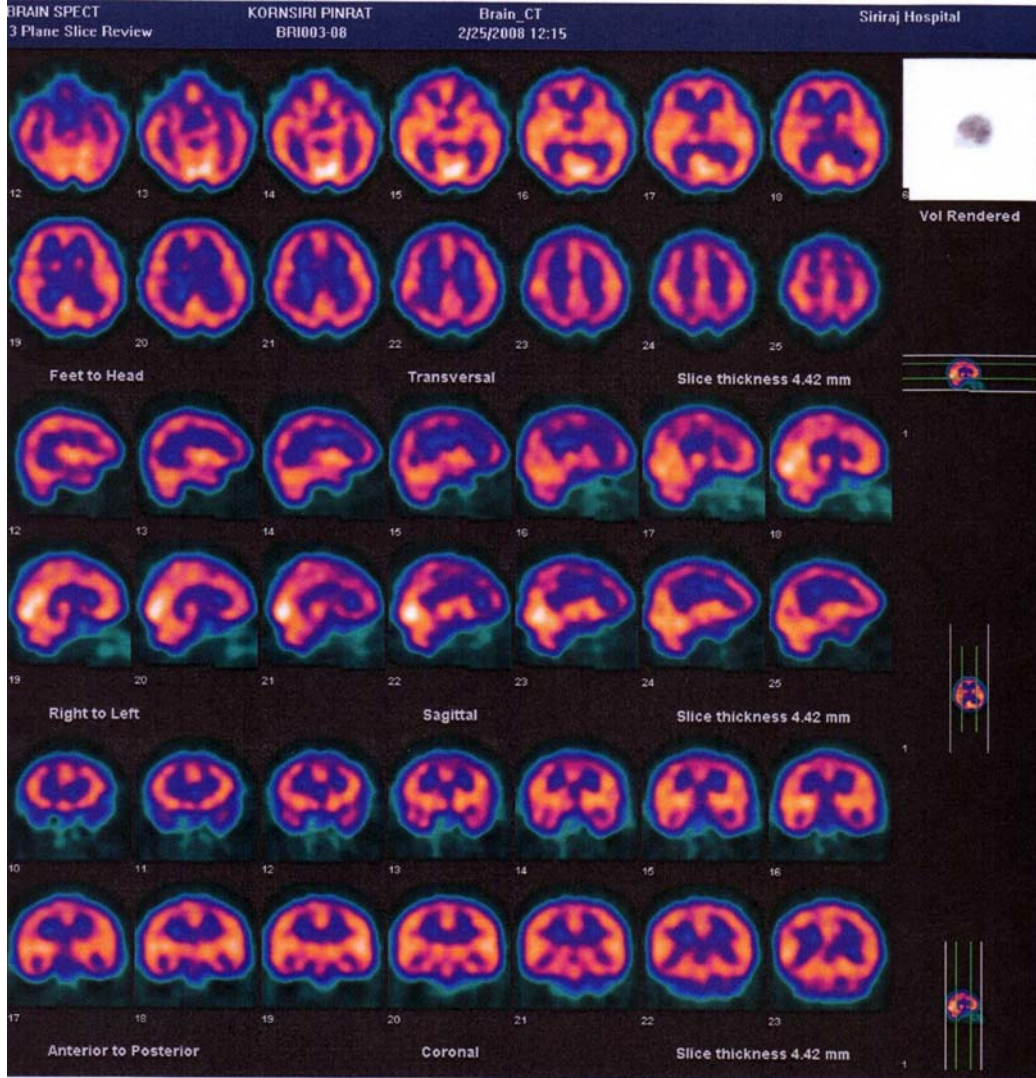 BRAIN SPECT KORNSIRI PINRAT Brain_CT Siriraj Hospital
3 Plane Slice Review BRI003-08 2/25/2008 12:15
12 13 14 15 16 17 18 6
Vol Rendered
19 20 21 22 23 24 25
Feet to Head Transversal Slice thickness 4.42 mm
1
12 13 14 15 16 17 18
19 20 21 22 23 24 25
Right to Left Sagittal Slice thickness 4.42 mm
1
10 11 12 13 14 15 16
17 18 19 20 21 22 23
Anterior to Posterior Coronal Slice thickness 4.42 mm
1